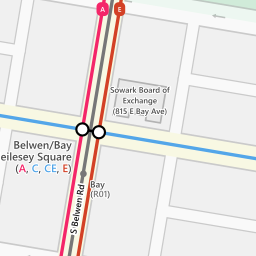 A E
Sowark Board of
Exchange
(815 E Bay Ave)
Belwen/Bay
eilesey Square
(A, C, CE, E)
Bay
(R01)
S Belwen Rd